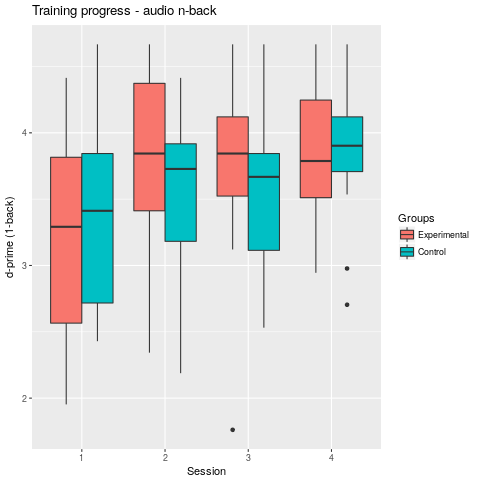 Training progress - audio n-back
d-prime (1-back)
4
3
2
1 2 3 4
Session
Groups
Experimental
Control